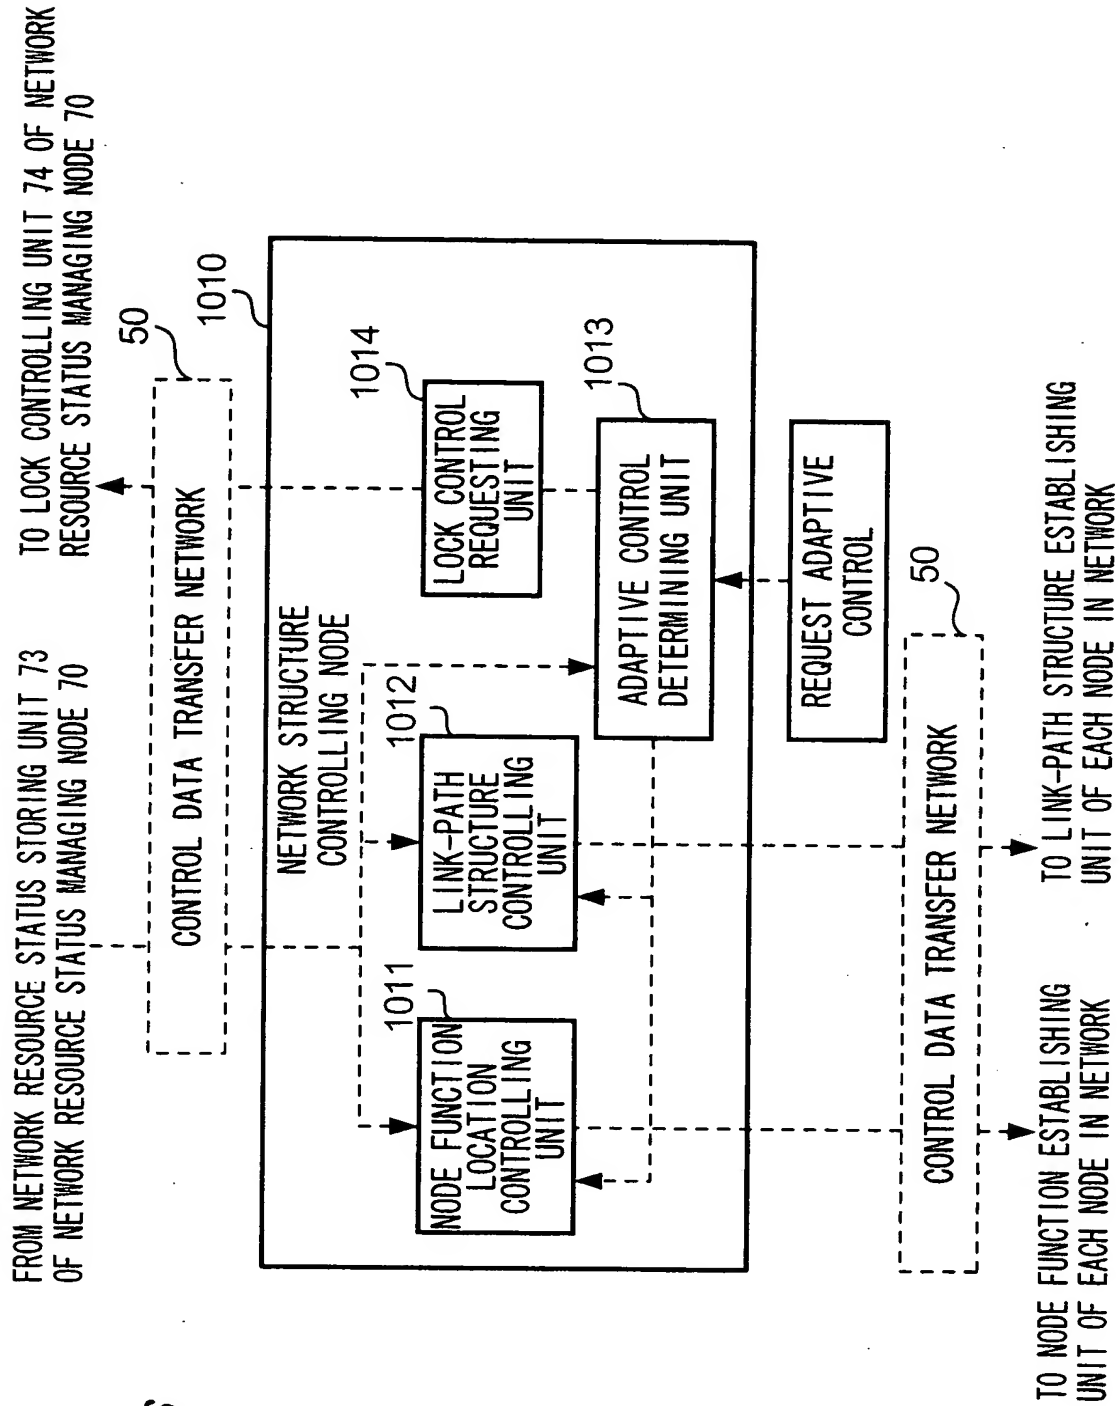 FROM NETWORK RESOURCE STATUS STORING UNIT 73
OF NETWORK RESOURCE STATUS MANAGING NODE 70
TO LOCK CONTROLLING UNIT 74 OF NETWORK
RESOURCE STATUS MANAGING NODE 70
50
CONTROL DATA TRANSFER NETWORK
1010
NETWORK STRUCTURE
CONTROLLING NODE
1011
NODE FUNCTION
LOCATION
CONTROLLING
UNIT
1012
LINK-PATH
STRUCTURE
CONTROLLING
UNIT
1014
LOCK CONTROL
REQUESTING
UNIT
1013
ADAPTIVE CONTROL
DETERMINING UNIT
REQUEST ADAPTIVE
CONTROL
50
CONTROL DATA TRANSFER NETWORK
TO NODE FUNCTION ESTABLISHING
UNIT OF EACH NODE IN NETWORK
TO LINK-PATH STRUCTURE ESTABLISHING
UNIT OF EACH NODE IN NETWORK